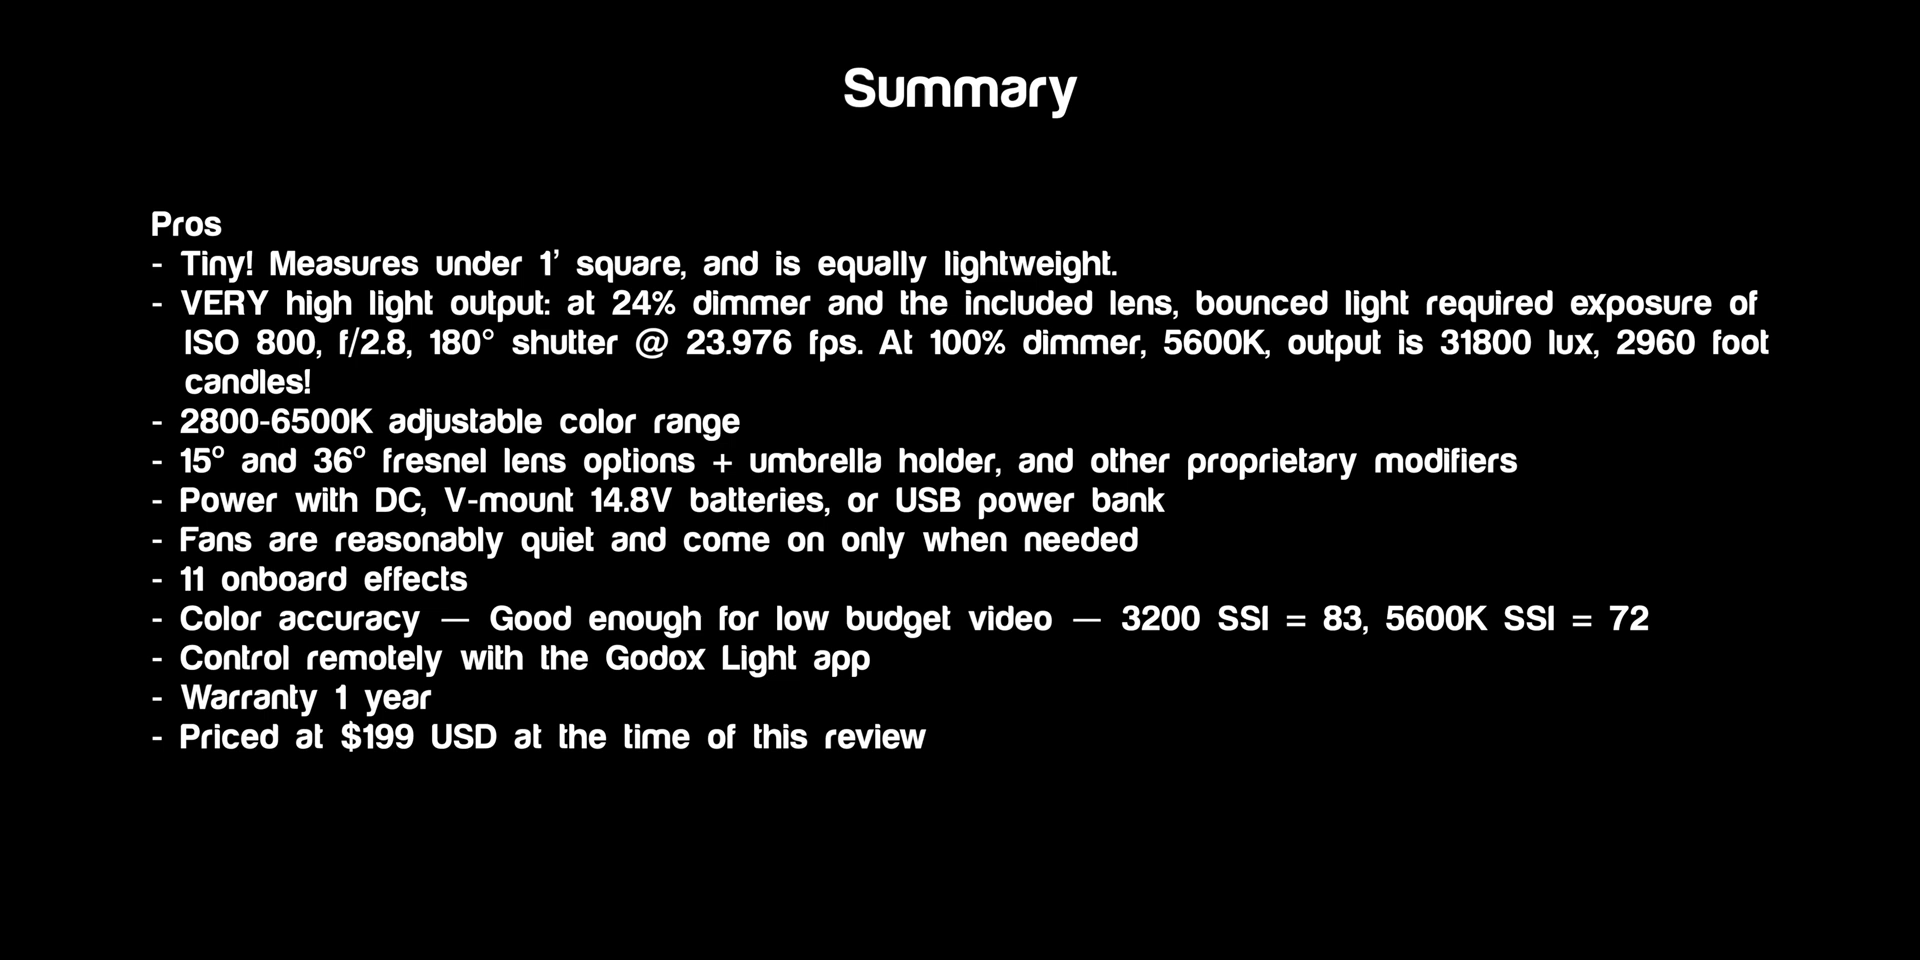 Summary
Pros
- Tiny! Measures under 1’ square, and is equally lightweight.
- VERY high light output: at 24% dimmer and the included lens, bounced light required exposure of
ISO 800, f/2.8, 180° shutter @ 23.976 fps. At 100% dimmer, 5600K, output is 31800 lux, 2960 foot
candles!
- 2800-6500K adjustable color range
- 15° and 36° fresnel lens options + umbrella holder, and other proprietary modifiers
- Power with DC, V-mount 14.8V batteries, or USB power bank
- Fans are reasonably quiet and come on only when needed
- 11 onboard effects
- Color accuracy — Good enough for low budget video — 3200 SSI = 83, 5600K SSI = 72
- Control remotely with the Godox Light app
- Warranty 1 year
- Priced at $199 USD at the time of this review